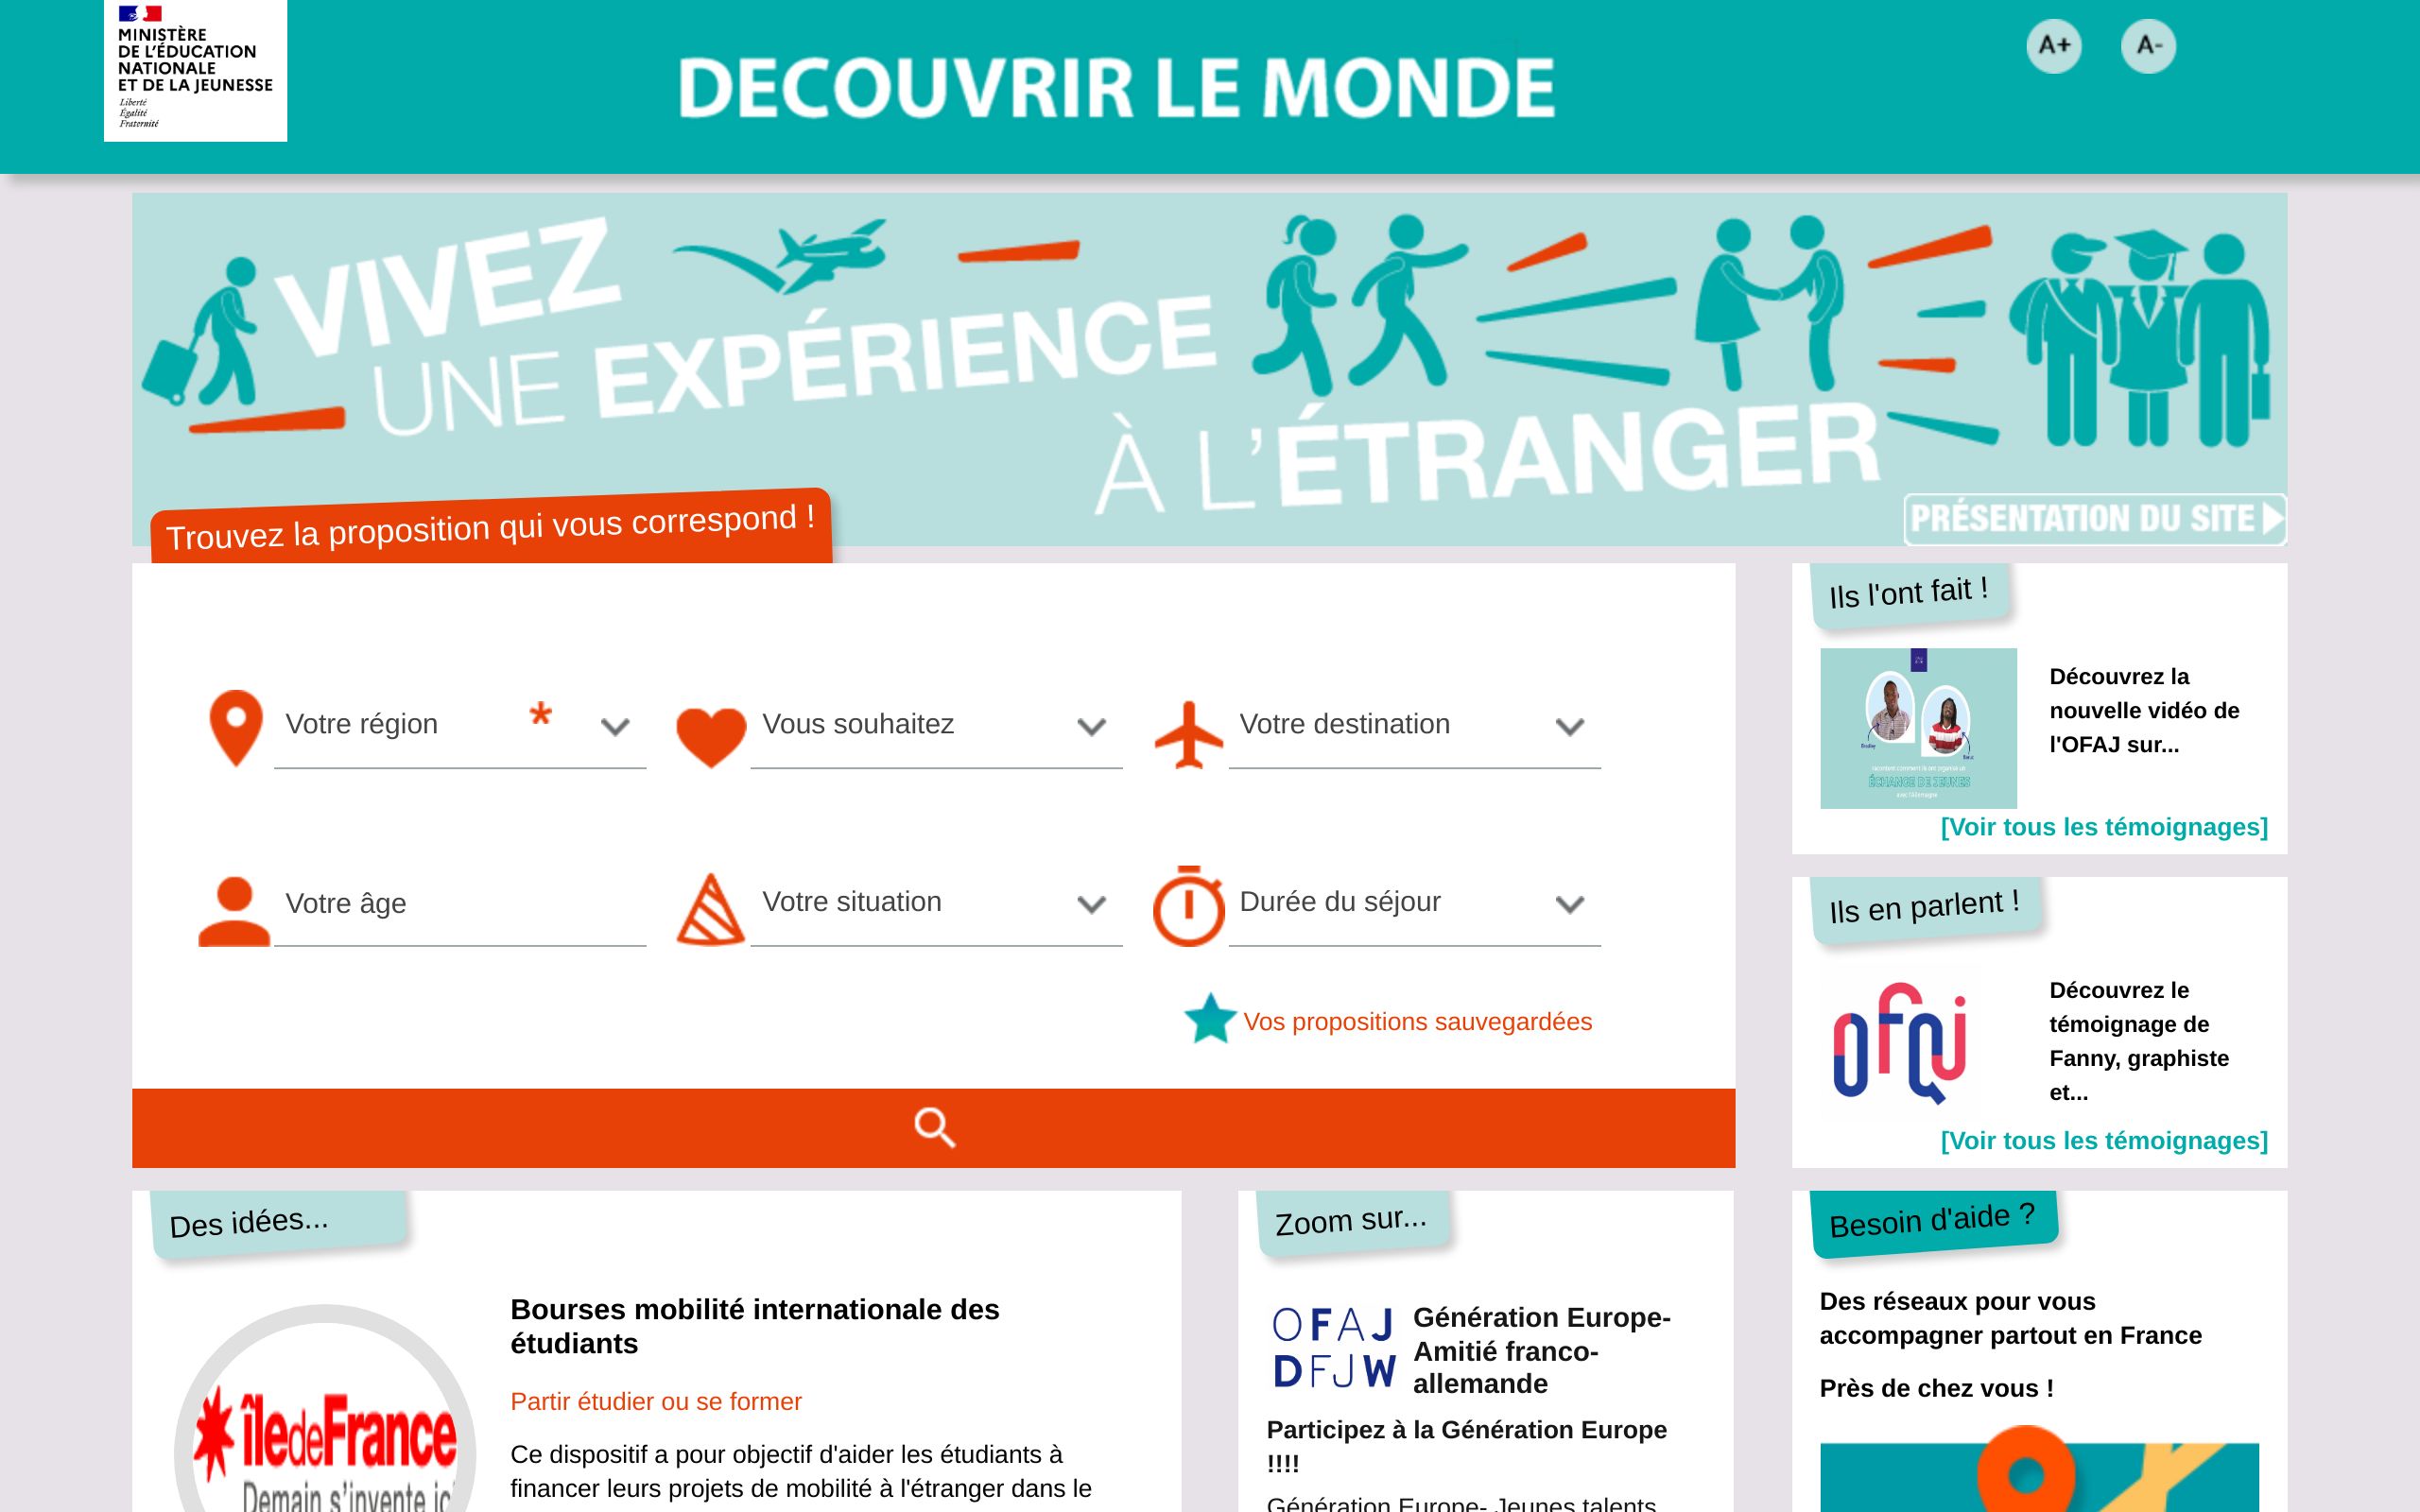 MINISTÈRE
DE L'ÉDUCATION
NATIONALE
ET DE LA JEUNESSE
Liberté
Égalité
Fraternité
DECOUVRIR LE MONDE
A+
A-
VIVEZ
UNE EXPÉRIENCE
À L'ÉTRANGER
PRÉSENTATION DU SITE
Trouvez la proposition qui vous correspond !
Votre région *
Vous souhaitez
Votre destination
Votre âge
Votre situation
Durée du séjour
Vos propositions sauvegardées
Ils l'ont fait !
ÉCHANGE DE JEUNES
avec l'Allemagne
Découvrez la
nouvelle vidéo de
l'OFAJ sur...
[Voir tous les témoignages]
Ils en parlent !
ofaj
Découvrez le
témoignage de
Fanny, graphiste
et...
[Voir tous les témoignages]
Des idées...
îledeFrance
Demain s'invente ic
Bourses mobilité internationale des
étudiants
Partir étudier ou se former
Ce dispositif a pour objectif d'aider les étudiants à
financer leurs projets de mobilité à l'étranger dans le
Zoom sur...
OFAJ
DFJW
Génération Europe-
Amitié franco-
allemande
Participez à la Génération Europe
!!!!
Génération Europe- Jeunes talents
Besoin d'aide ?
Des réseaux pour vous
accompagner partout en France
Près de chez vous !